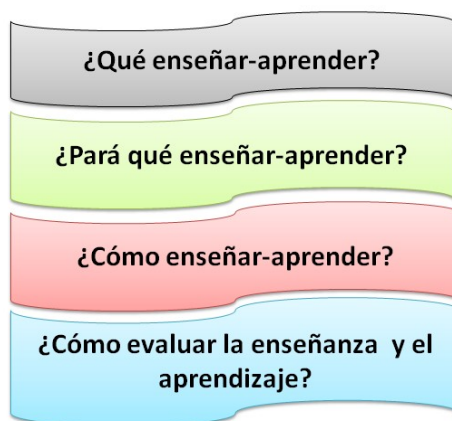 ¿Qué enseñar-aprender?
¿Pará qué enseñar-aprender?
¿Cómo enseñar-aprender?
¿Cómo evaluar la enseñanza y el
aprendizaje?